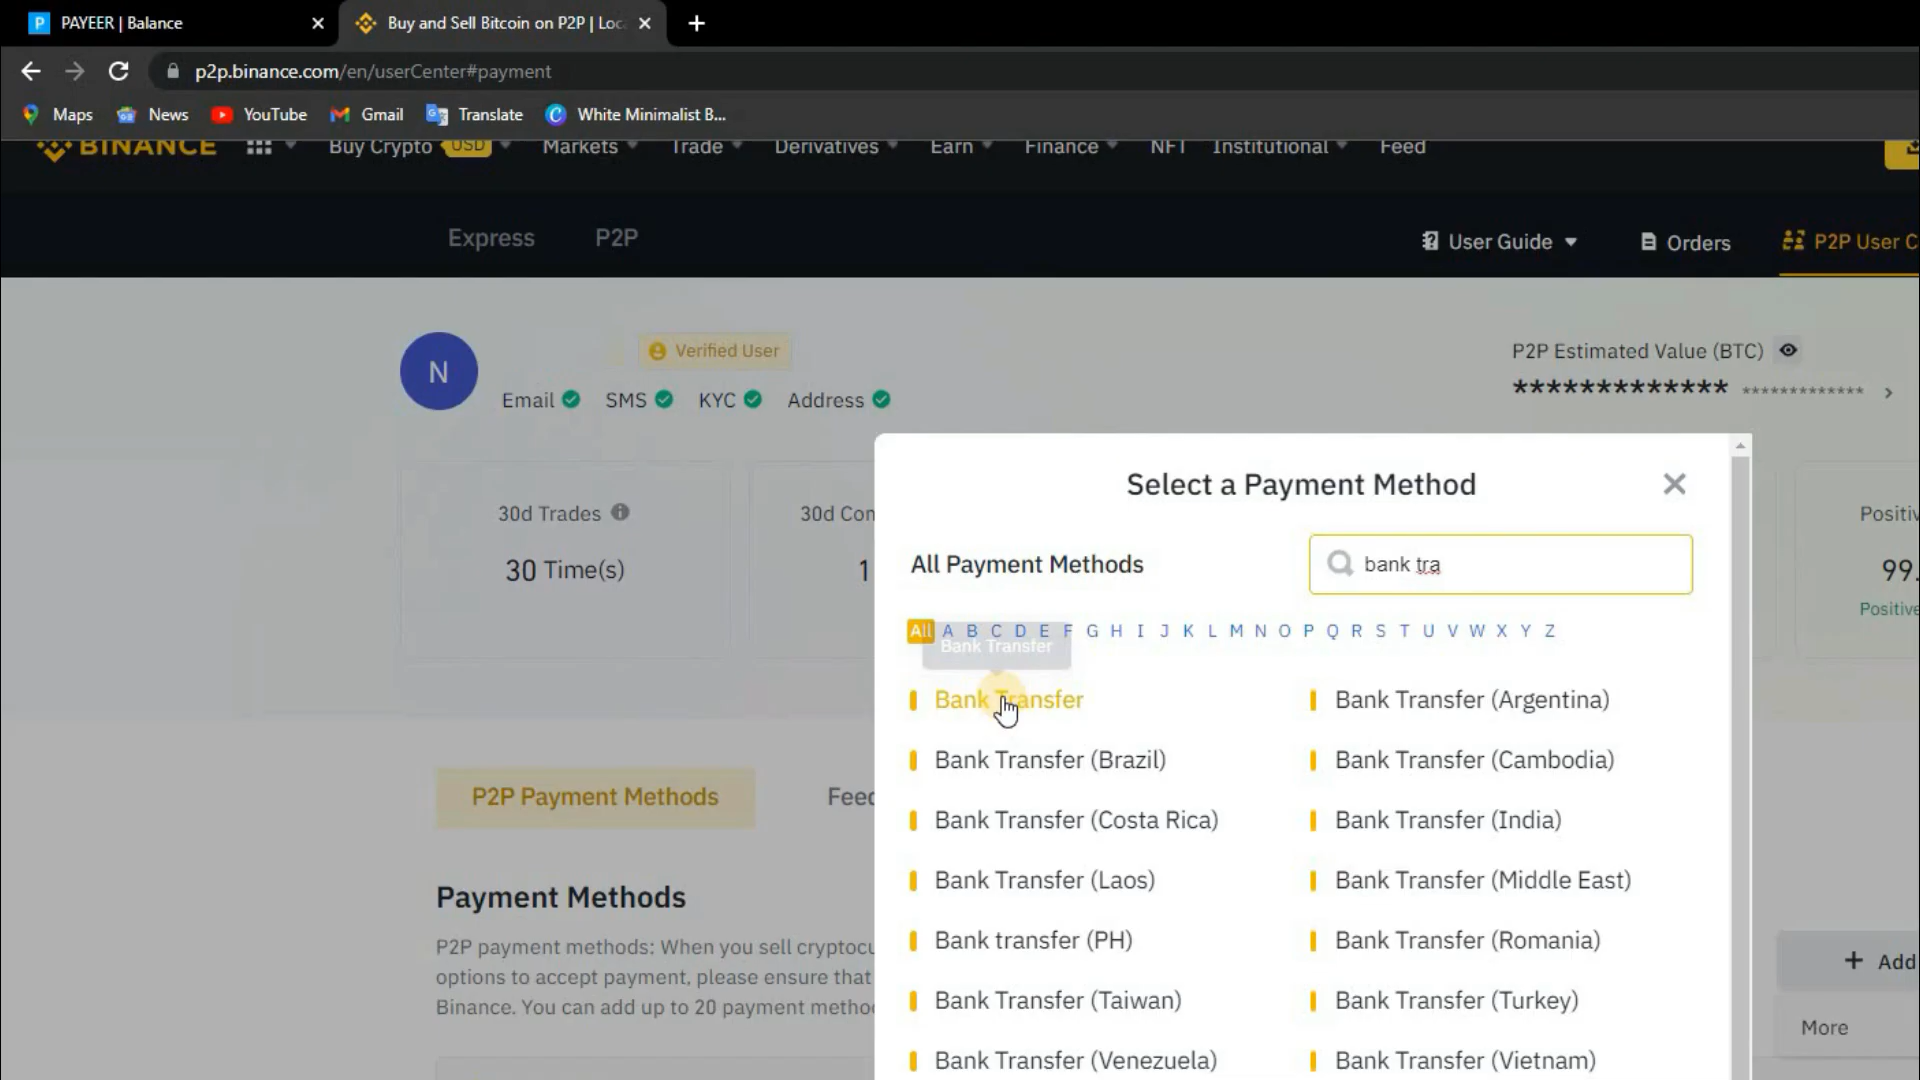 PAYEER | Balance
Buy and Sell Bitcoin on P2P | Loc
p2p.binance.com/en/userCenter#payment
Maps News YouTube Gmail Translate White Minimalist B...
BINANCE Buy Crypto USD Markets Trade Derivatives Earn Finance NFT Institutional Feed
Express P2P User Guide Orders P2P User C
N Verified User
Email SMS KYC Address
P2P Estimated Value (BTC)
************* *************
30d Trades
30 Time(s)
30d Con
1
Positiv
99.
Positive
Select a Payment Method
All Payment Methods
bank tra
All A B C D E F G H I J K L M N O P Q R S T U V W X Y Z
Bank Transfer
Bank Transfer Bank Transfer (Argentina)
Bank Transfer (Brazil) Bank Transfer (Cambodia)
Bank Transfer (Costa Rica) Bank Transfer (India)
Bank Transfer (Laos) Bank Transfer (Middle East)
Bank transfer (PH) Bank Transfer (Romania)
Bank Transfer (Taiwan) Bank Transfer (Turkey)
Bank Transfer (Venezuela) Bank Transfer (Vietnam)
P2P Payment Methods
Feed
Payment Methods
P2P payment methods: When you sell cryptocu
options to accept payment, please ensure that
Binance. You can add up to 20 payment metho
+ Add
More